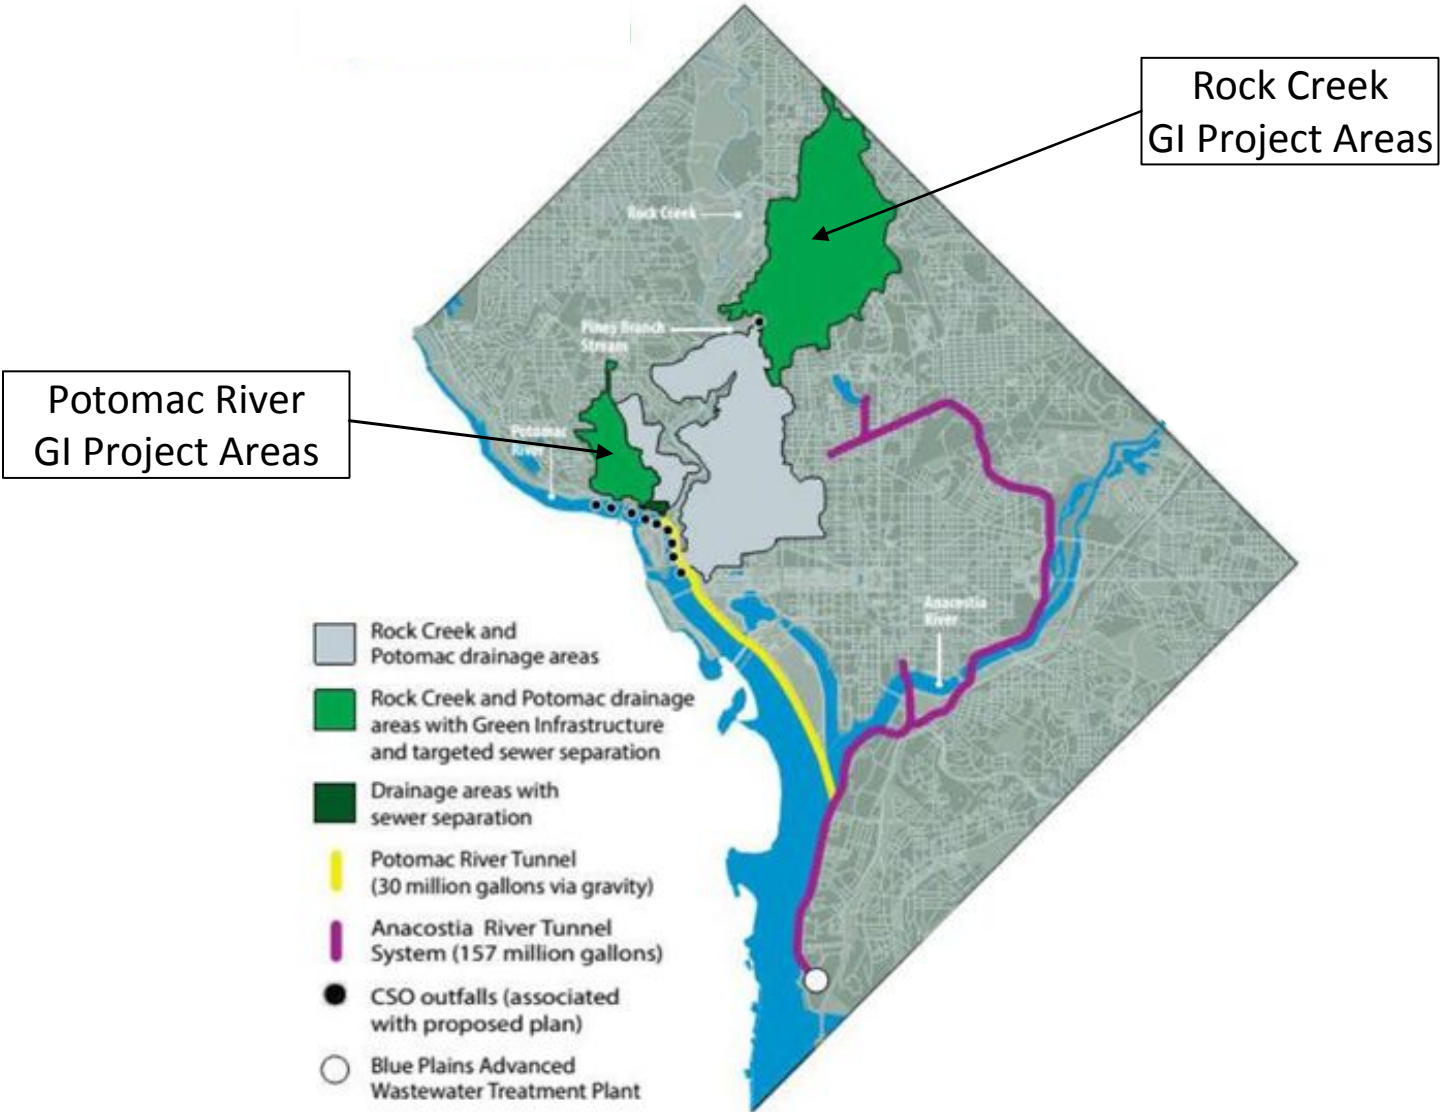 Rock Creek
GI Project Areas
Rock Creek
Piney Branch
Stream
Potomac River
GI Project Areas
Potomac
River
Anacostia
River
Rock Creek and
Potomac drainage areas
Rock Creek and Potomac drainage
areas with Green Infrastructure
and targeted sewer separation
Drainage areas with
sewer separation
Potomac River Tunnel
(30 million gallons via gravity)
Anacostia River Tunnel
System (157 million gallons)
CSO outfalls (associated
with proposed plan)
Blue Plains Advanced
Wastewater Treatment Plant